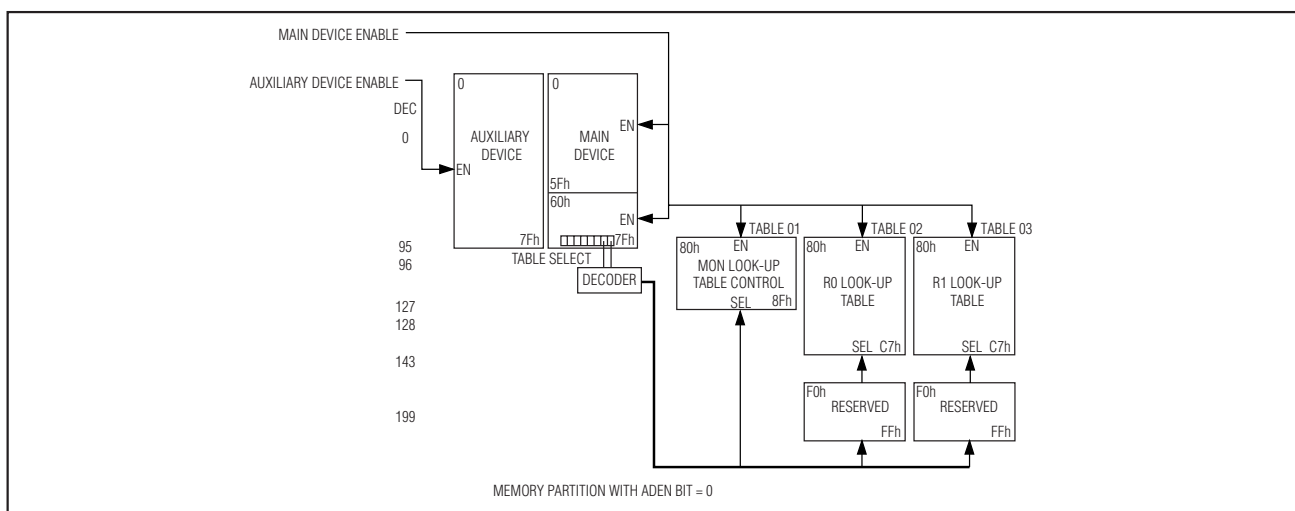 MAIN DEVICE ENABLE
AUXILIARY DEVICE ENABLE
DEC
0
95
96
127
128
143
199
0
AUXILIARY
DEVICE
EN
7Fh
0
MAIN
DEVICE
EN
5Fh
60h
EN
7Fh
TABLE SELECT
DECODER
TABLE 01
80h
EN
MON LOOK-UP
TABLE CONTROL
SEL
8Fh
TABLE 02
80h
EN
R0 LOOK-UP
TABLE
SEL C7h
F0h
RESERVED
FFh
TABLE 03
80h
EN
R1 LOOK-UP
TABLE
SEL C7h
F0h
RESERVED
FFh
MEMORY PARTITION WITH ADEN BIT = 0